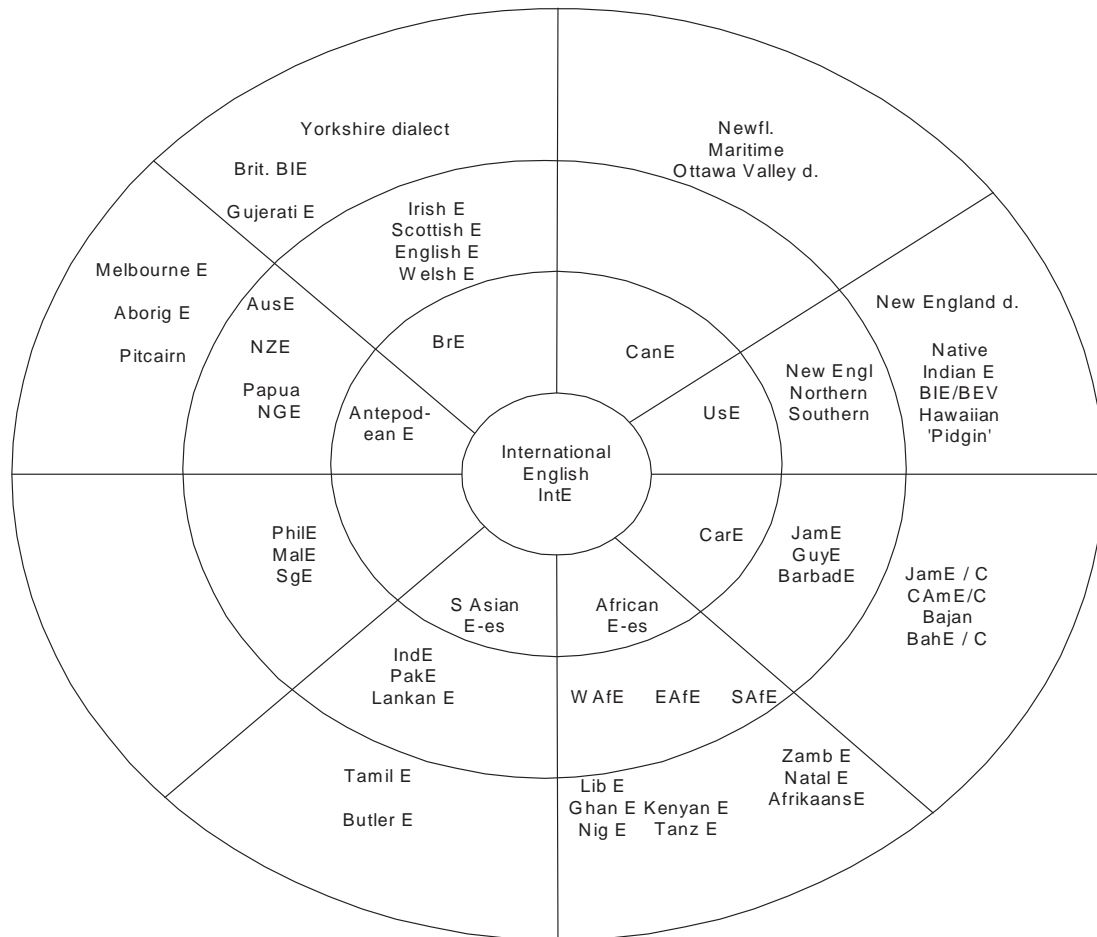 Yorkshire dialect
Brit. BIE
Gujerati E
Newfl.
Maritime
Ottawa Valley d.
Irish E
Scottish E
English E
Welsh E
Melbourne E
Aborig E
Pitcairn
AusE
NZE
Papua
NGE
BrE
CanE
New England d.
Native
Indian E
BIE/BEV
Hawaiian
'Pidgin'
New Engl
Northern
Southern
Antepod-
ean E
UsE
International
English
IntE
PhilE
MalE
SgE
CarE
JamE
GuyE
BarbadE
JamE / C
CAmE/C
Bajan
BahE / C
S Asian
E-es
African
E-es
IndE
PakE
Lankan E
WAfE EAfE SAfE
Tamil E
Butler E
Lib E
Ghan E Kenyan E
Nig E Tanz E
Zamb E
Natal E
AfrikaansE